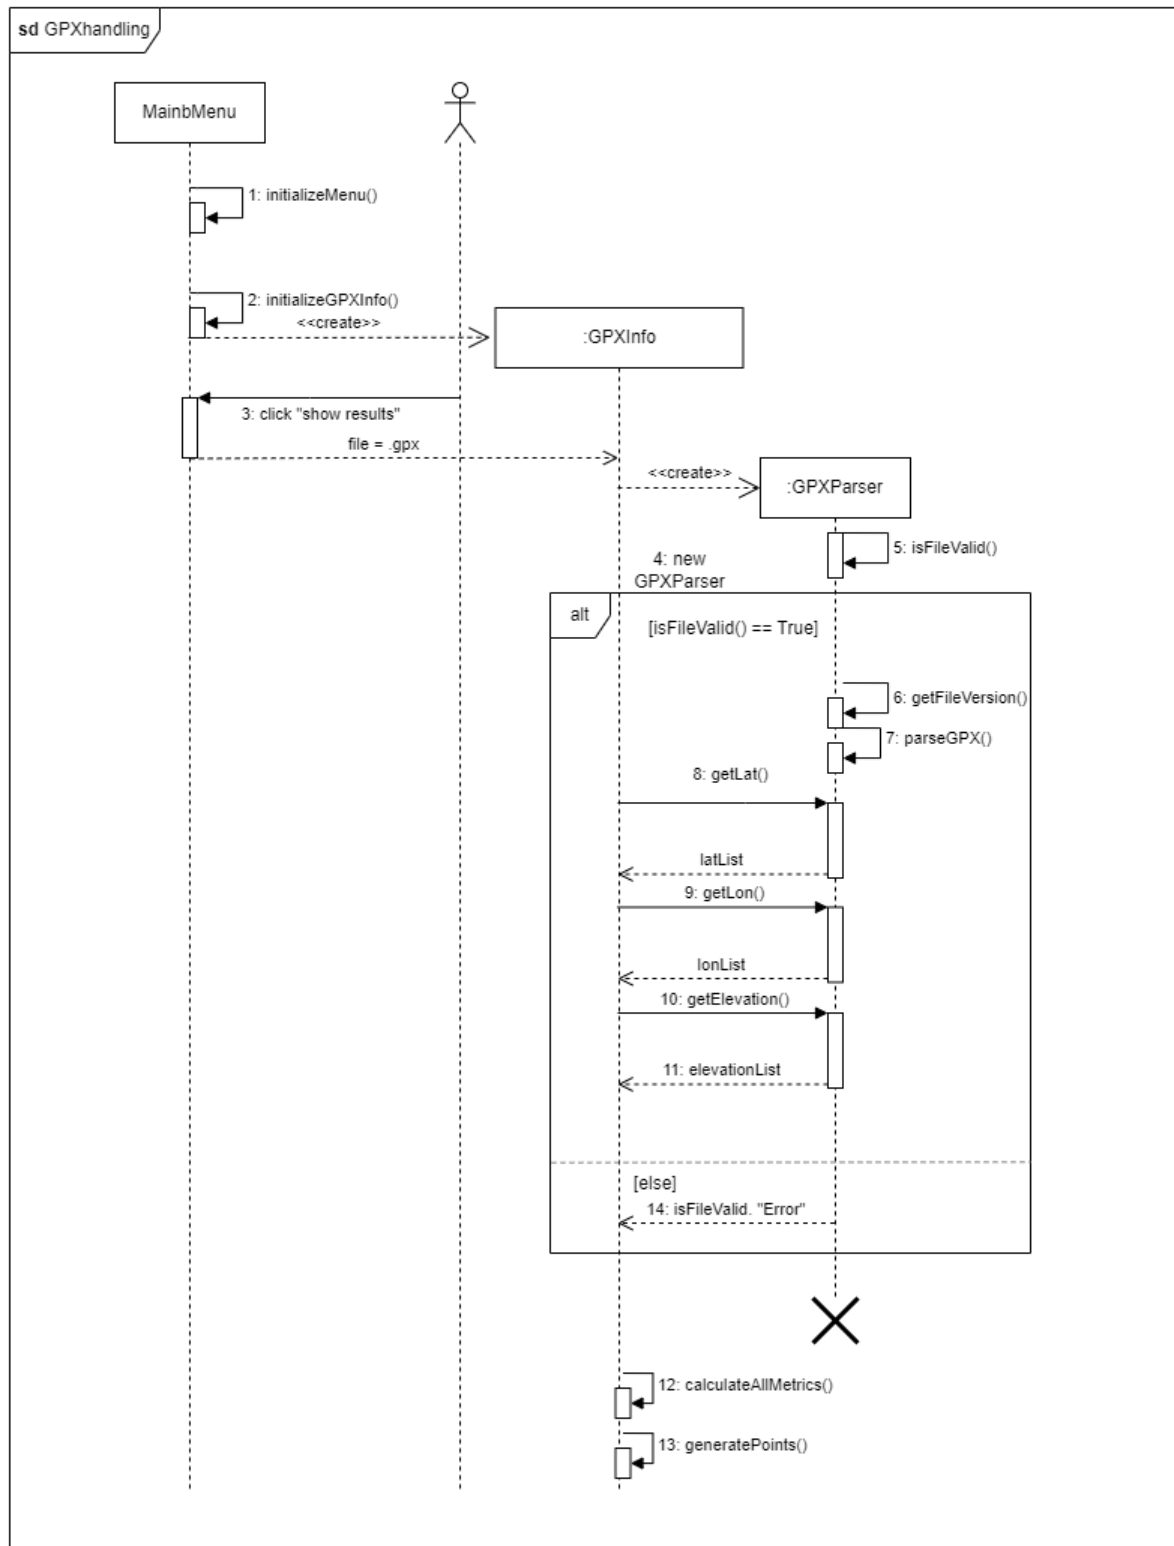 sd GPXhandling
MainbMenu
1: initializeMenu()
2: initializeGPXInfo()
<<create>>
:GPXInfo
3: click "show results"
file = .gpx
<<create>>
:GPXParser
5: isFileValid()
4: new
GPXParser
alt
[isFileValid() == True]
6: getFileVersion()
7: parseGPX()
8: getLat()
latList
9: getLon()
lonList
10: getElevation()
11: elevationList
[else]
14: isFileValid. "Error"
12: calculateAllMetrics()
13: generatePoints()